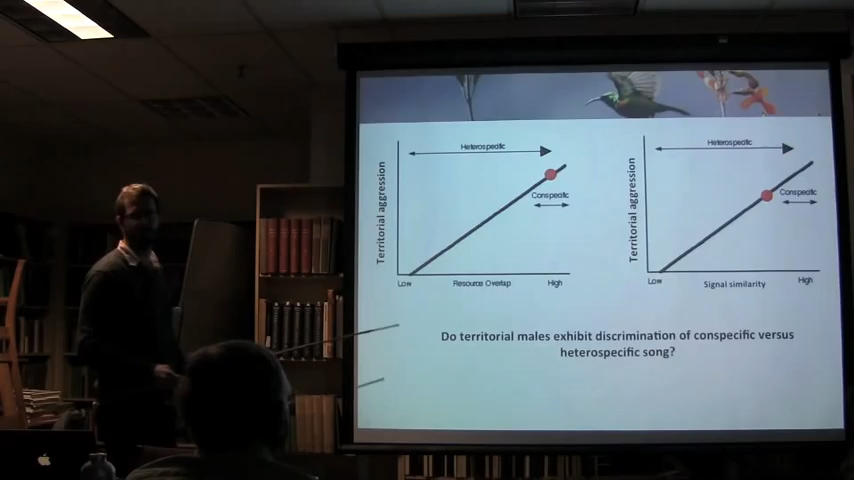 Heterospecific
Territorial aggression
Conspecific
Low
Resource Overlap
High
Heterospecific
Territorial aggression
Conspecific
Low
Signal similarity
High
Do territorial males exhibit discrimination of conspecific versus
heterospecific song?